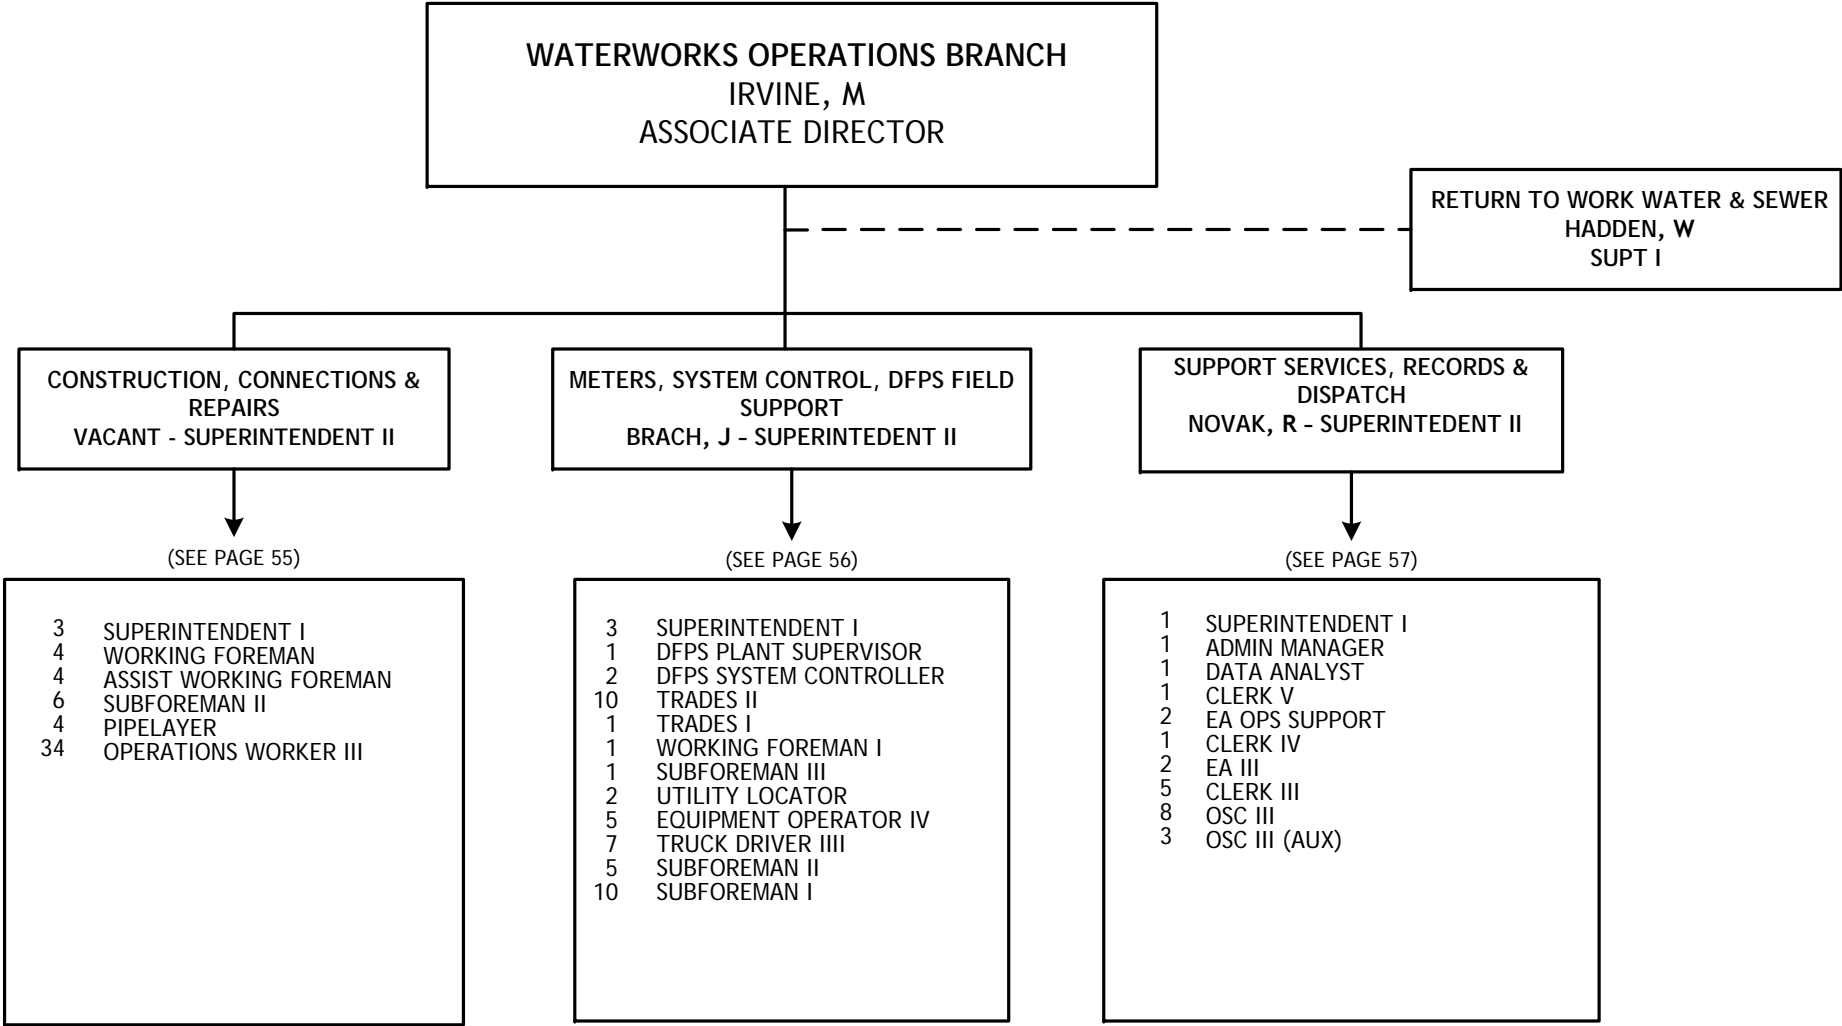 WATERWORKS OPERATIONS BRANCH
IRVINE, M
ASSOCIATE DIRECTOR
RETURN TO WORK WATER & SEWER
HADDEN, W
SUPT I
CONSTRUCTION, CONNECTIONS &
REPAIRS
VACANT - SUPERINTENDENT II
METERS, SYSTEM CONTROL, DFPS FIELD
SUPPORT
BRACH, J - SUPERINTEDENT II
SUPPORT SERVICES, RECORDS &
DISPATCH
NOVAK, R - SUPERINTEDENT II
(SEE PAGE 55)
3 SUPERINTENDENT I
4 WORKING FOREMAN
4 ASSIST WORKING FOREMAN
6 SUBFOREMAN II
4 PIPELAYER
34 OPERATIONS WORKER III
(SEE PAGE 56)
3 SUPERINTENDENT I
1 DFPS PLANT SUPERVISOR
2 DFPS SYSTEM CONTROLLER
10 TRADES II
1 TRADES I
1 WORKING FOREMAN I
1 SUBFOREMAN III
2 UTILITY LOCATOR
5 EQUIPMENT OPERATOR IV
7 TRUCK DRIVER IIII
5 SUBFOREMAN II
10 SUBFOREMAN I
(SEE PAGE 57)
1 SUPERINTENDENT I
1 ADMIN MANAGER
1 DATA ANALYST
1 CLERK V
2 EA OPS SUPPORT
1 CLERK IV
2 EA III
5 CLERK III
8 OSC III
3 OSC III (AUX)